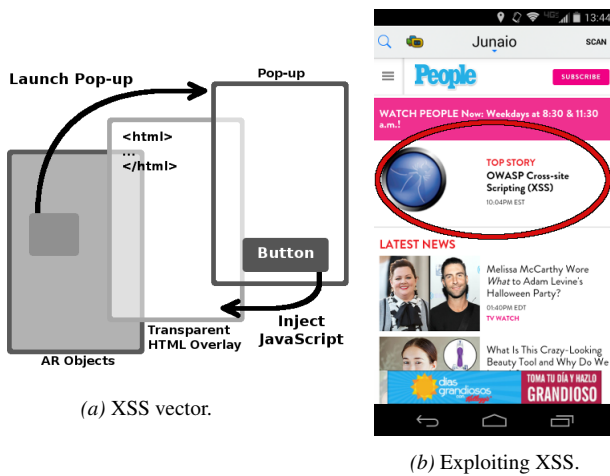 Launch Pop-up
Pop-up
<html>
...
</html>
Button
Inject
JavaScript
Transparent
HTML Overlay
AR Objects
(a) XSS vector.
13:44
Junaio
SCAN
People
SUBSCRIBE
WATCH PEOPLE Now: Weekdays at 8:30 & 11:30
a.m.!
TOP STORY
OWASP Cross-site
Scripting (XSS)
10:04PM EST
LATEST NEWS
Melissa McCarthy Wore
What to Adam Levine's
Halloween Party?
01:40PM EDT
TV WATCH
What Is This Crazy-Looking
Beauty Tool and Why Do We
dias
grandiosos
TOMA TU DÍA Y HAZLO
GRANDIOSO
(b) Exploiting XSS.